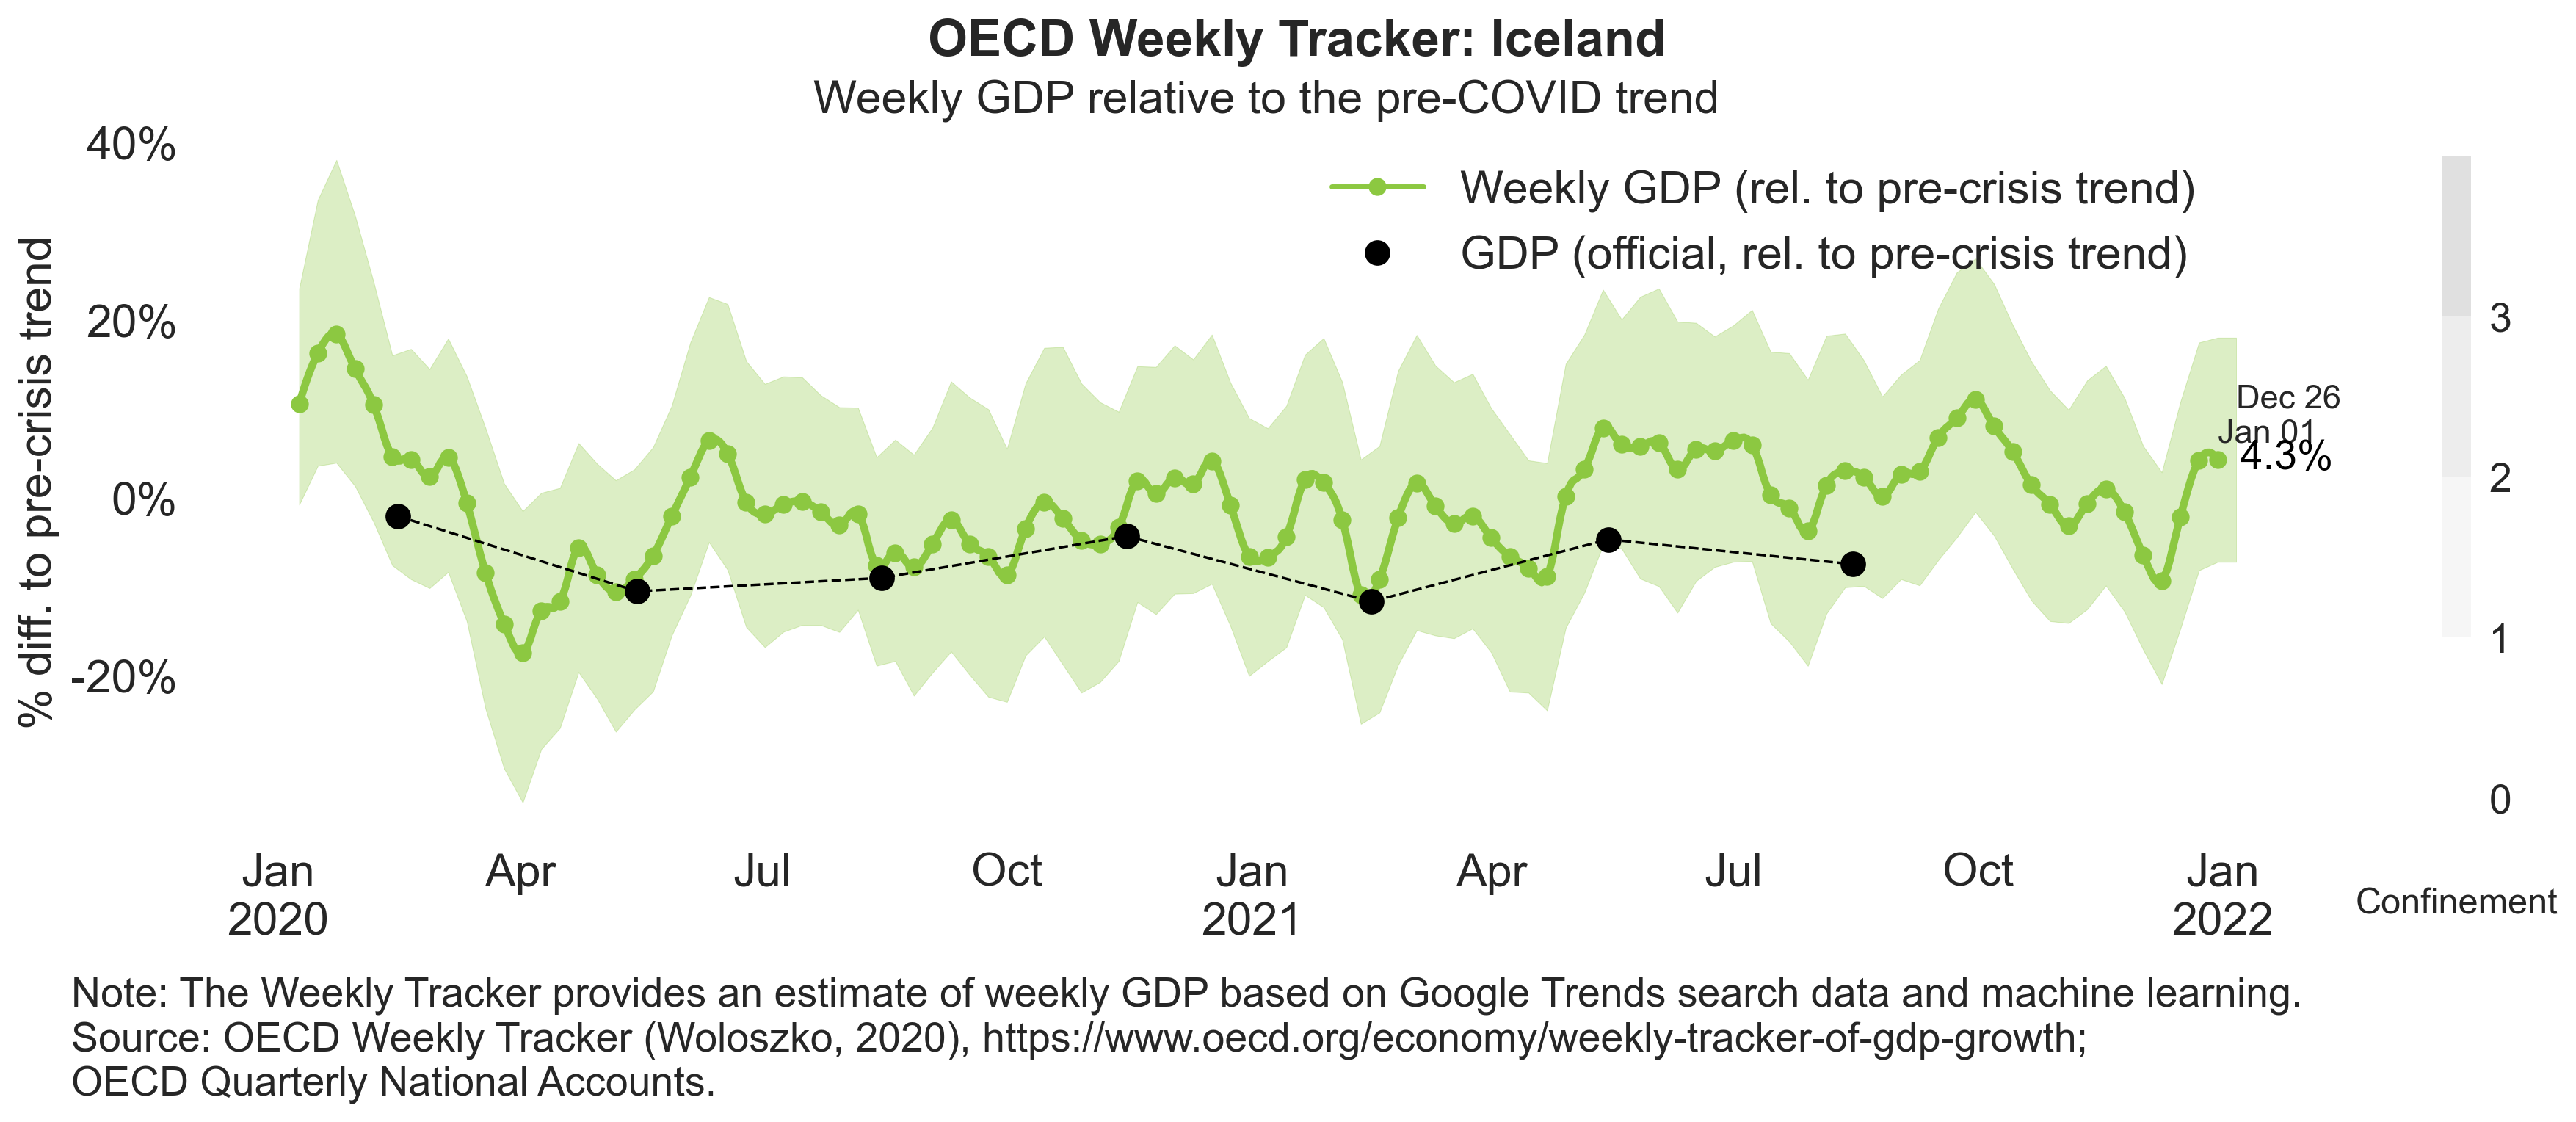 OECD Weekly Tracker: Iceland
Weekly GDP relative to the pre-COVID trend
% diff. to pre-crisis trend
40%
20%
0%
-20%
Weekly GDP (rel. to pre-crisis trend)
GDP (official, rel. to pre-crisis trend)
Dec 26
Jan 01
4.3%
3
2
1
0
Confinement
Jan
2020
Apr
Jul
Oct
Jan
2021
Apr
Jul
Oct
Jan
2022
Note: The Weekly Tracker provides an estimate of weekly GDP based on Google Trends search data and machine learning.
Source: OECD Weekly Tracker (Woloszko, 2020), https://www.oecd.org/economy/weekly-tracker-of-gdp-growth;
OECD Quarterly National Accounts.